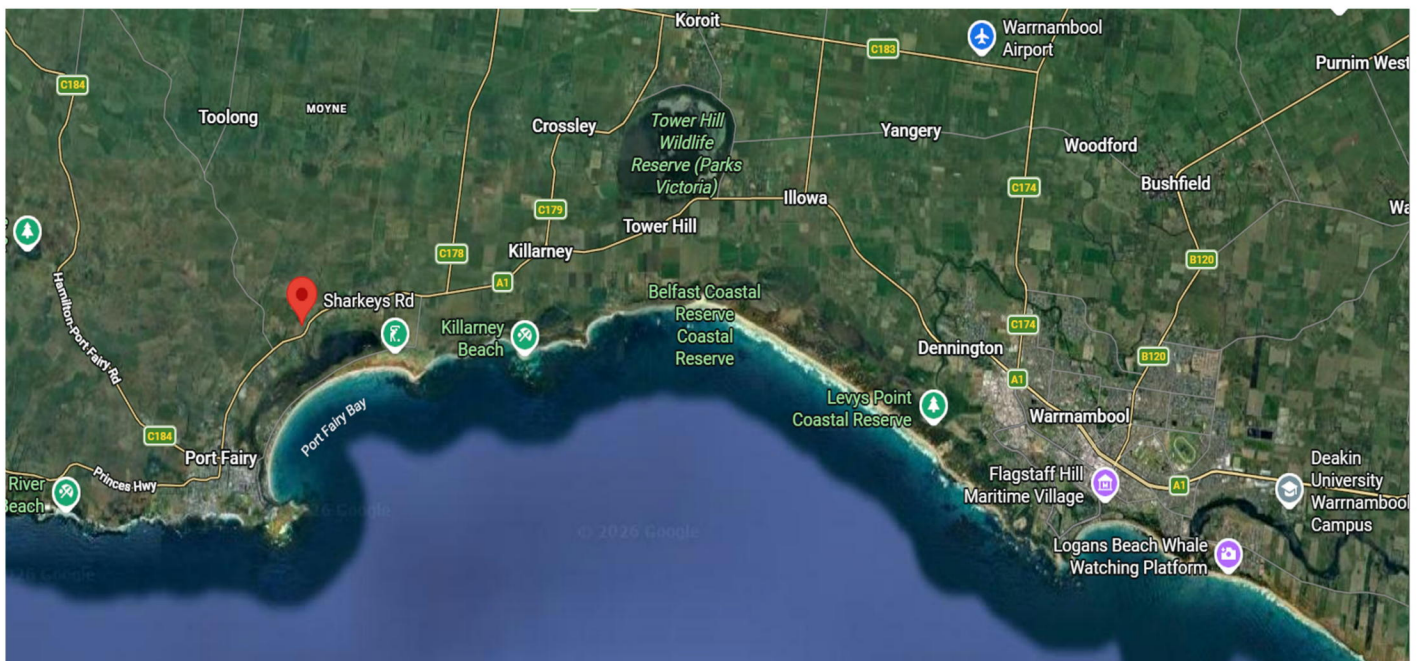 Koroit
C183
Warrnambool
Airport
Purnim West
C184
Toolong
MOYNE
Crossley
Tower Hill
Wildlife
Reserve (Parks
Victoria)
Yangery
Woodford
Bushfield
C174
Illowa
C179
Tower Hill
Wa
Killarney
C178
B120
A1
Hamilton-Port Fairy Rd
Sharkeys Rd
Belfast Coastal
Reserve
Coastal
Reserve
Killarney
Beach
C174
Dennington
B120
A1
Levys Point
Coastal Reserve
Port Fairy Bay
Warrnambool
C184
Port Fairy
Princes Hwy
River
Beach
Flagstaff Hill
Maritime Village
A1
Deakin
University
Warrnambool
Campus
© 2026 Google
Logans Beach Whale
Watching Platform